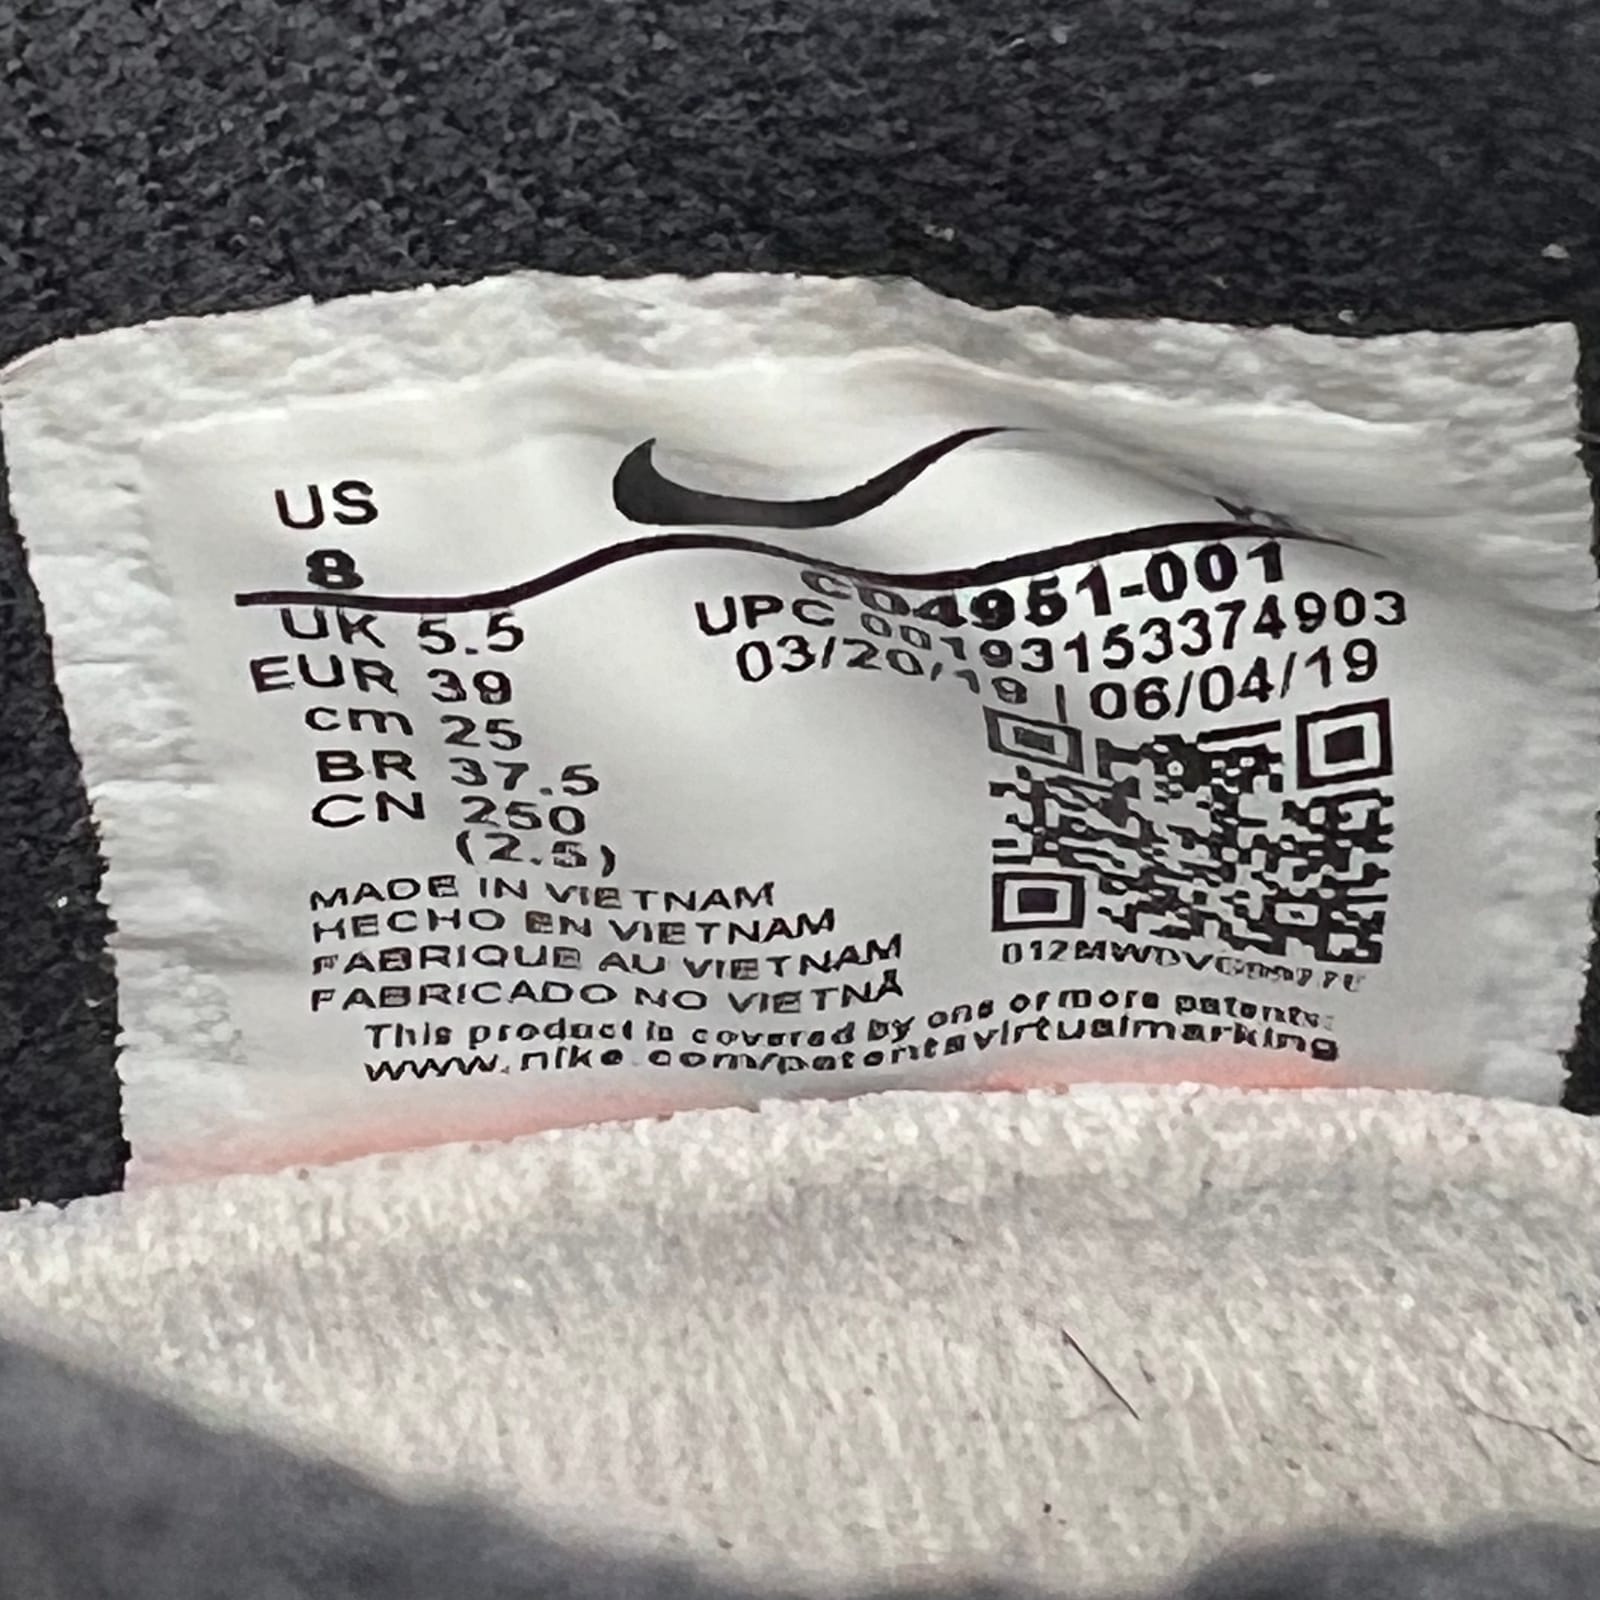 US
8
UK 5.5
EUR 39
cm 25
BR 37.5
CN 250
(2.5)
MADE IN VIETNAM
HECHO EN VIETNAM
FABRIQUE AU VIETNAM
FABRICADO NO VIETNÃ
UPC 00193153374903
03/20/19 | 06/04/19
This product is covered by one or more patents:
www.nike.com/patentsvirtualmarking